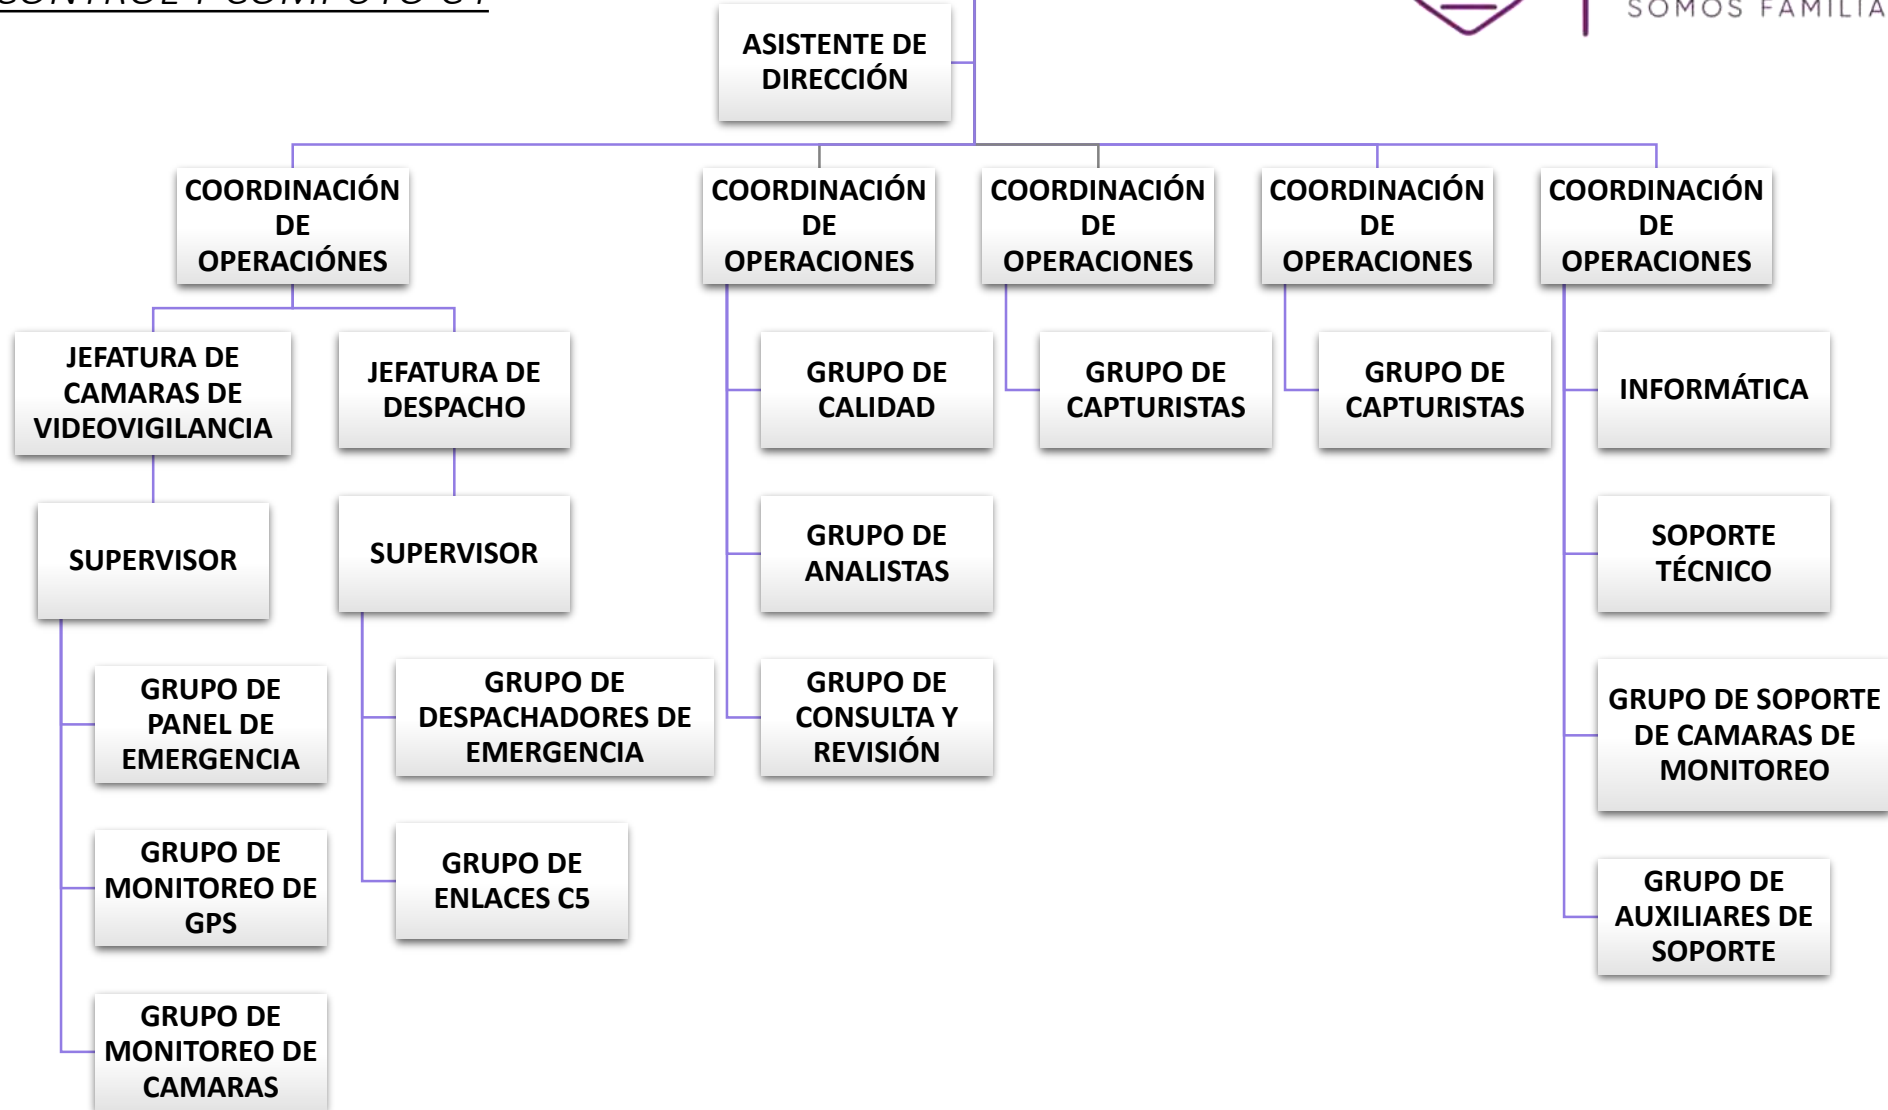 CONTROL Y COMPUTO C4
SOMOS FAMILIA
ASISTENTE DE
DIRECCIÓN
COORDINACIÓN
DE
OPERACIÓNES
COORDINACIÓN
DE
OPERACIONES
COORDINACIÓN
DE
OPERACIONES
COORDINACIÓN
DE
OPERACIONES
COORDINACIÓN
DE
OPERACIONES
JEFATURA DE
CAMARAS DE
VIDEOVIGILANCIA
JEFATURA DE
DESPACHO
GRUPO DE
CALIDAD
GRUPO DE
CAPTURISTAS
GRUPO DE
CAPTURISTAS
INFORMÁTICA
SUPERVISOR
SUPERVISOR
GRUPO DE
ANALISTAS
SOPORTE
TÉCNICO
GRUPO DE
PANEL DE
EMERGENCIA
GRUPO DE
DESPACHADORES DE
EMERGENCIA
GRUPO DE
CONSULTA Y
REVISIÓN
GRUPO DE SOPORTE
DE CAMARAS DE
MONITOREO
GRUPO DE
MONITOREO DE
GPS
GRUPO DE
ENLACES C5
GRUPO DE
AUXILIARES DE
SOPORTE
GRUPO DE
MONITOREO DE
CAMARAS